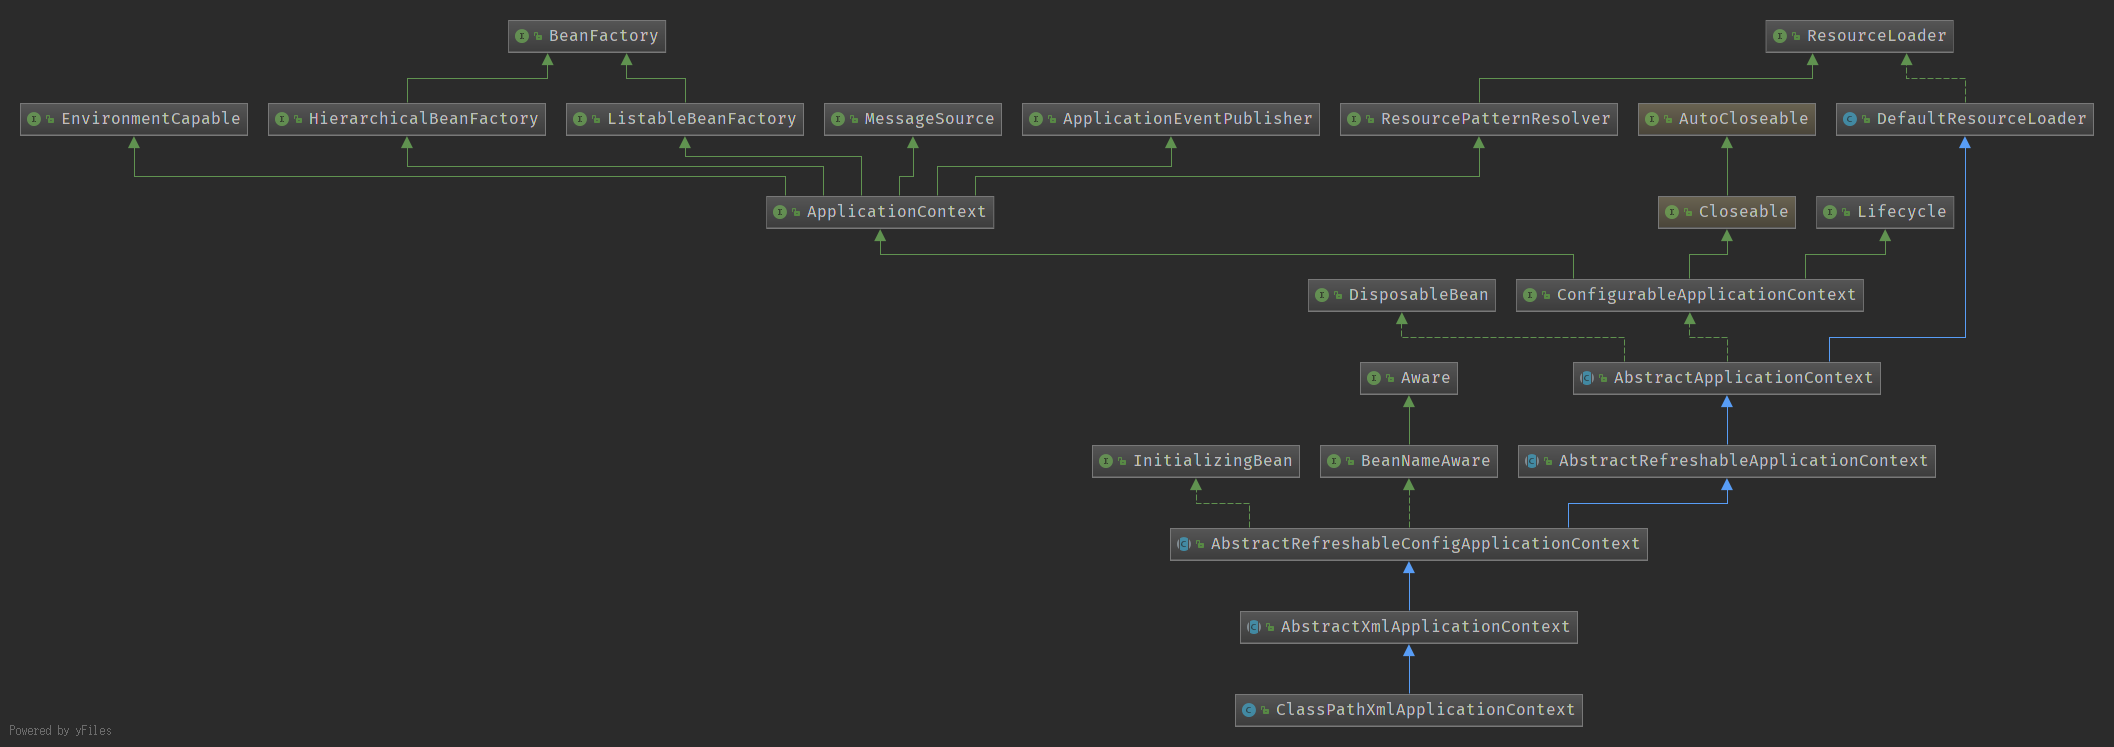 BeanFactory
ResourceLoader
EnvironmentCapable
HierarchicalBeanFactory
ListableBeanFactory
MessageSource
ApplicationEventPublisher
ResourcePatternResolver
AutoCloseable
DefaultResourceLoader
ApplicationContext
Closeable
Lifecycle
DisposableBean
ConfigurableApplicationContext
Aware
AbstractApplicationContext
InitializingBean
BeanNameAware
AbstractRefreshableApplicationContext
AbstractRefreshableConfigApplicationContext
AbstractXmlApplicationContext
ClassPathXmlApplicationContext
Powered by yFiles